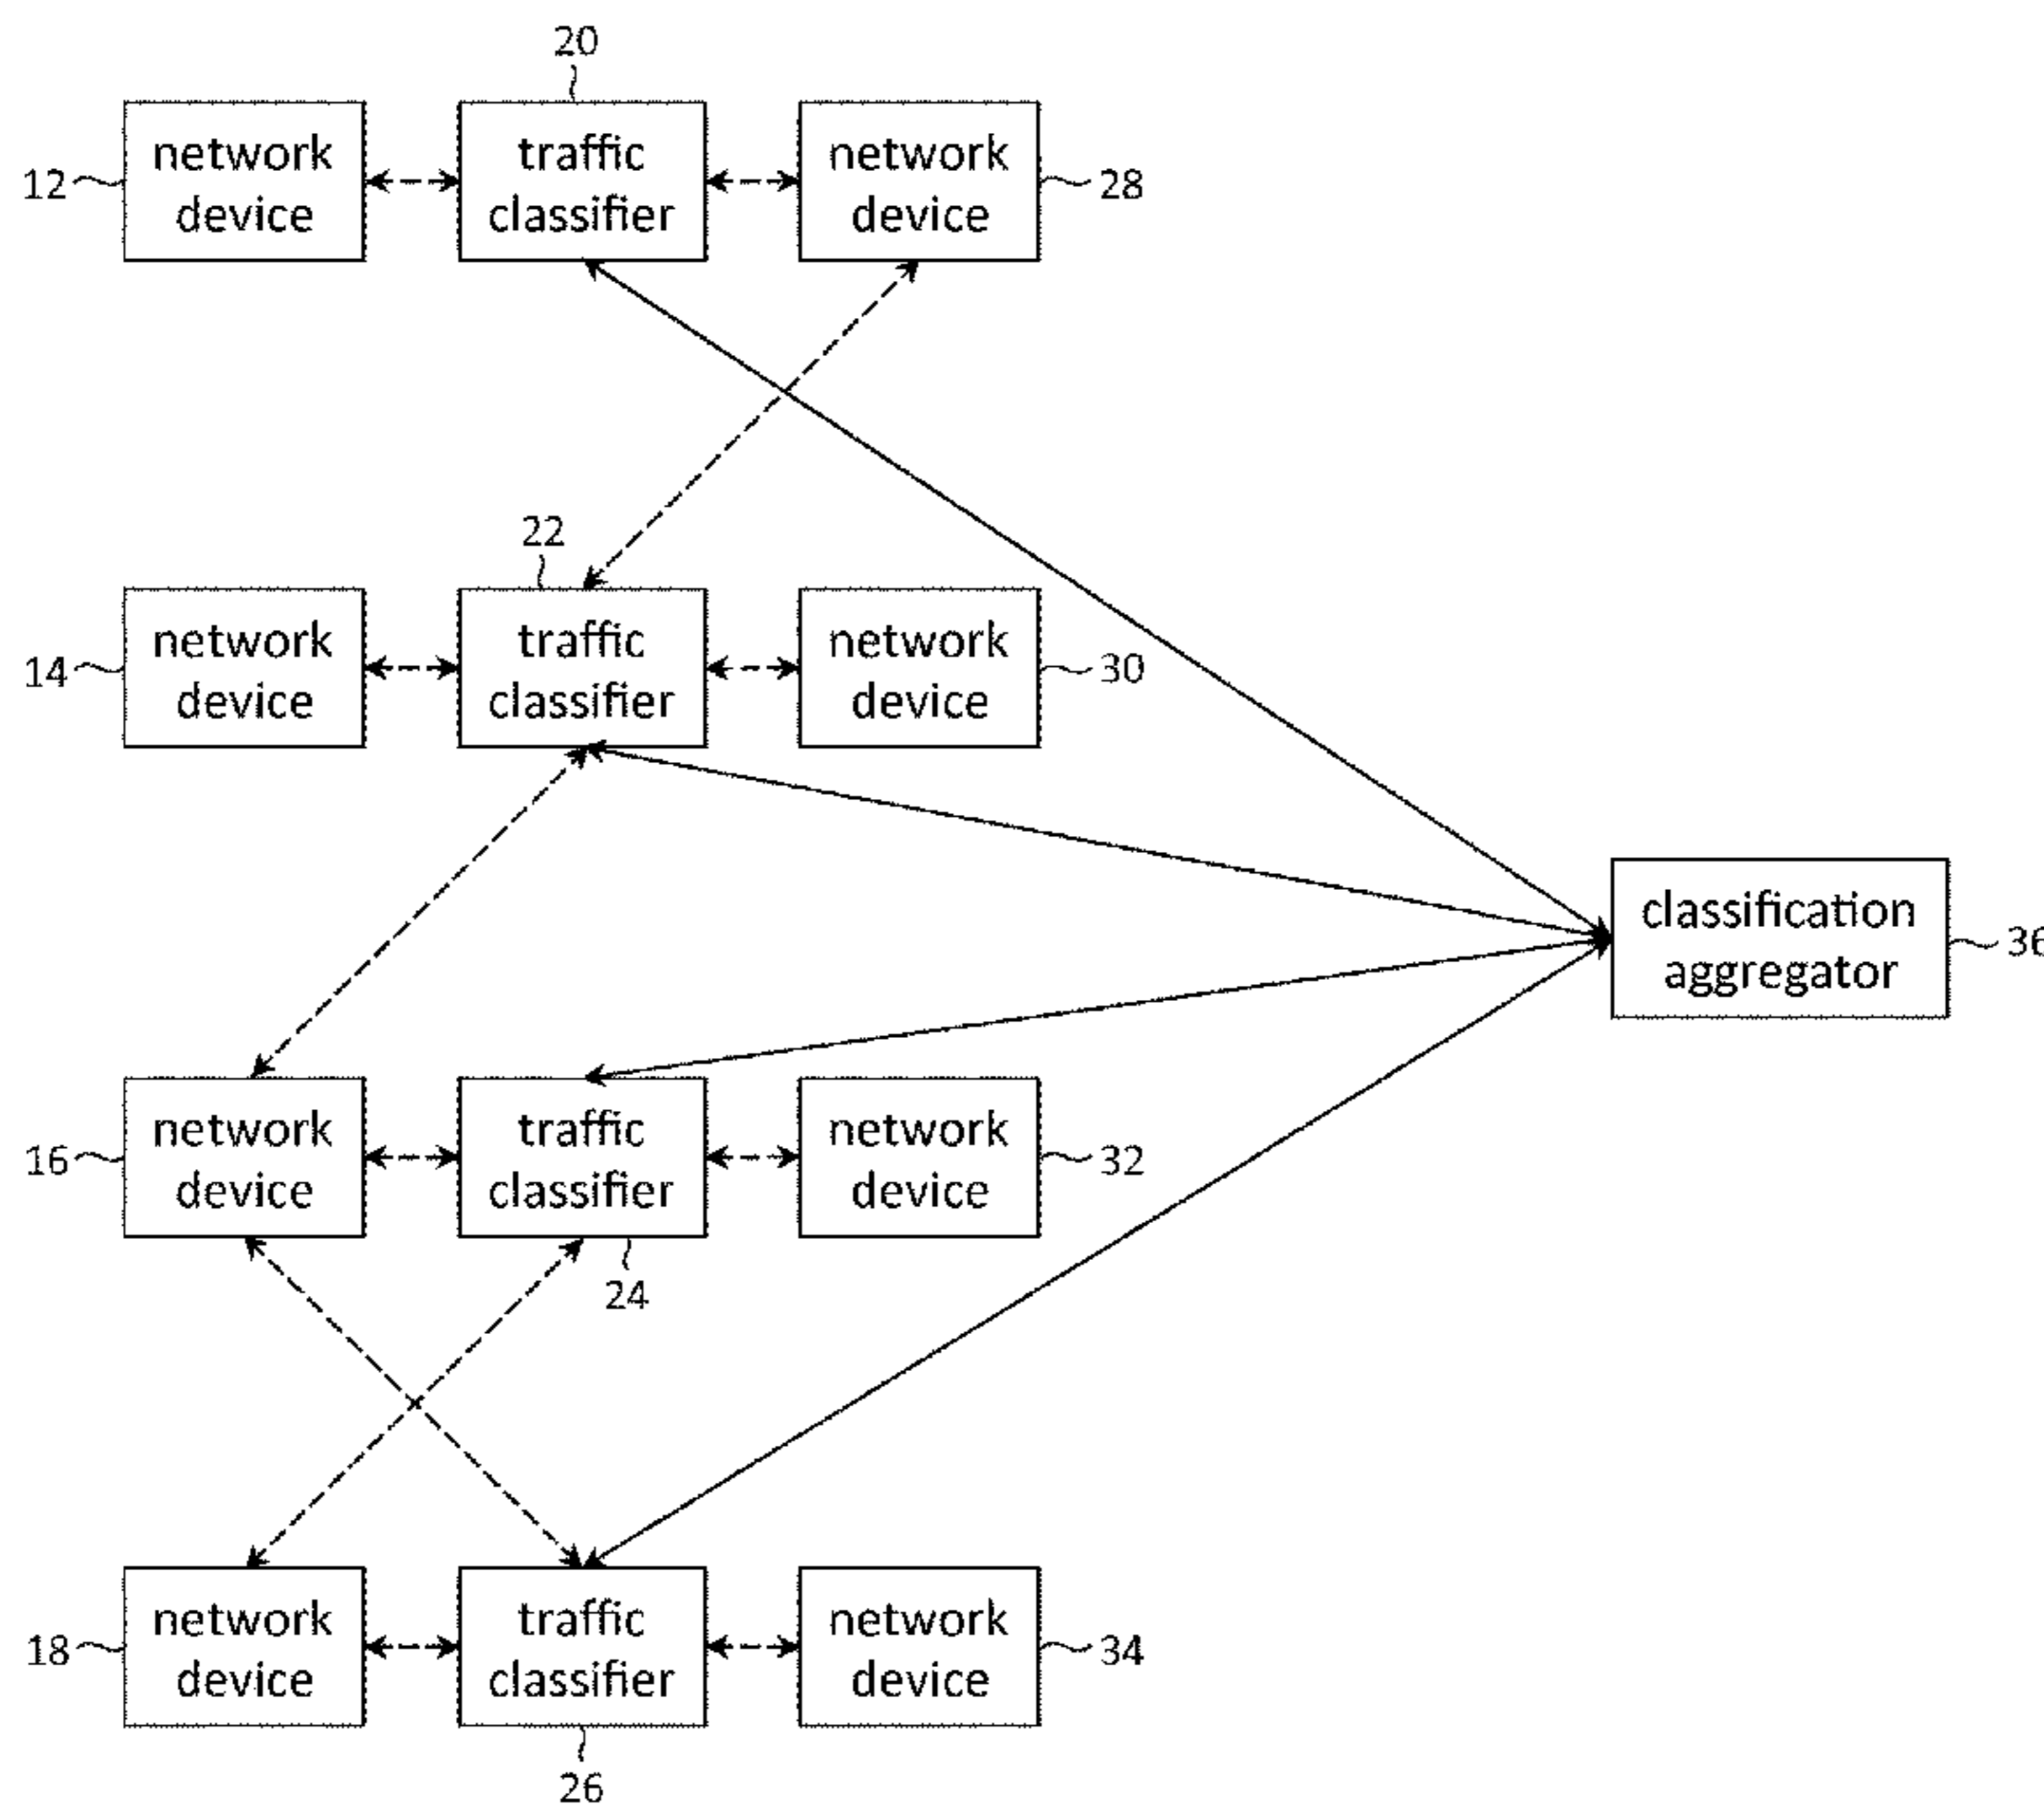 20
network
device
traffic
classifier
network
device
12
28
22
network
device
traffic
classifier
network
device
14
30
classification
aggregator
36
network
device
traffic
classifier
network
device
16
32
24
network
device
traffic
classifier
network
device
18
34
26